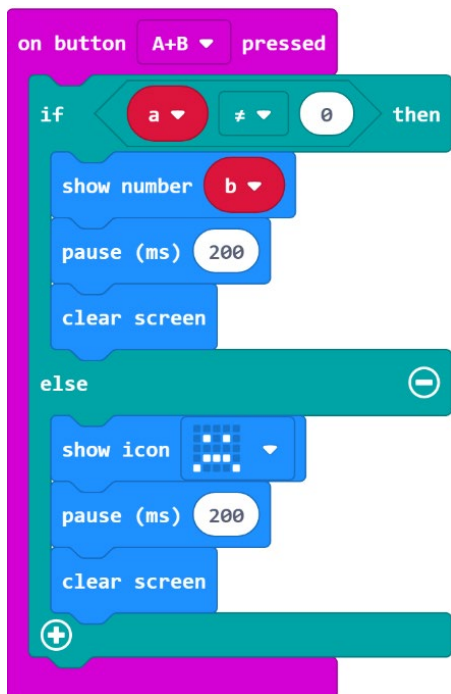 on button A+B pressed
if a ≠ 0 then
show number b
pause (ms) 200
clear screen
else
show icon
pause (ms) 200
clear screen